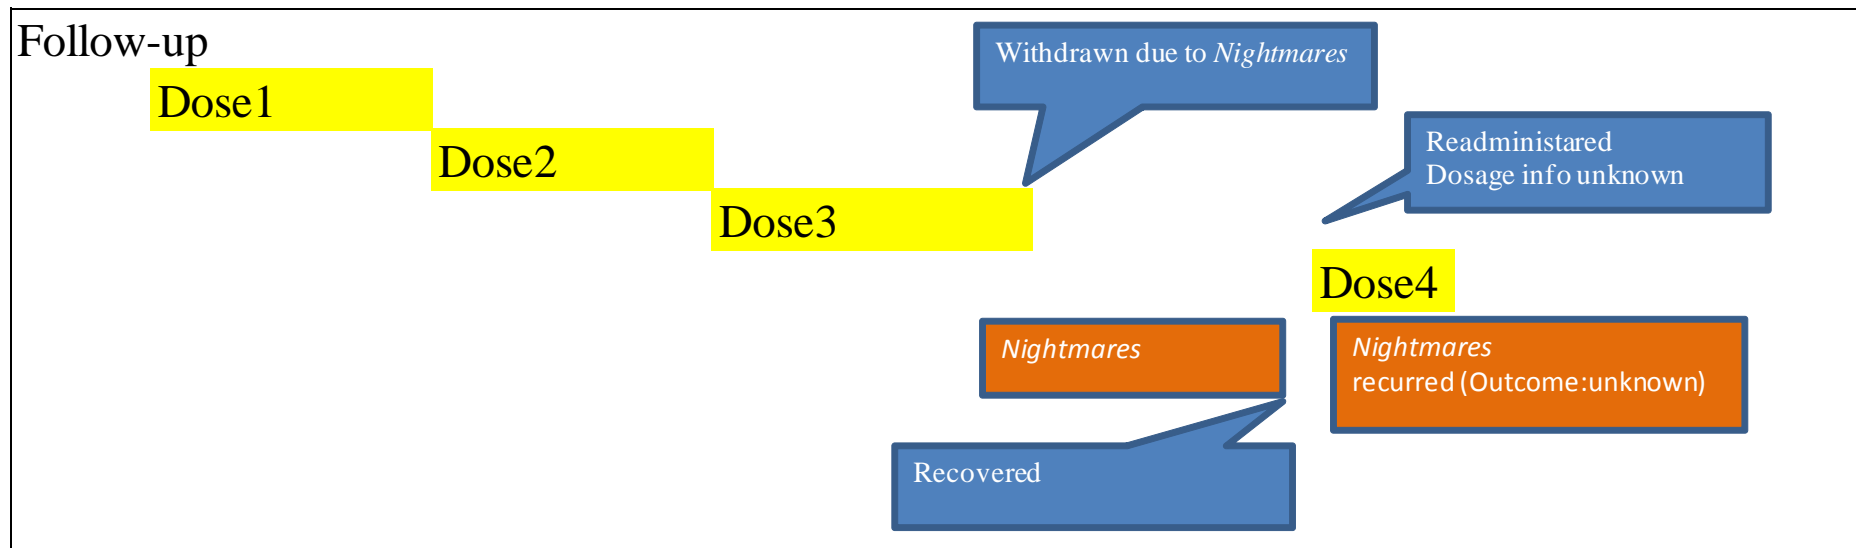 Follow-up
Withdrawn due to Nightmares
Dose1
Readministared
Dosage info unknown
Dose2
Dose3
Dose4
Nightmares
Nightmares
recurred (Outcome:unknown)
Recovered